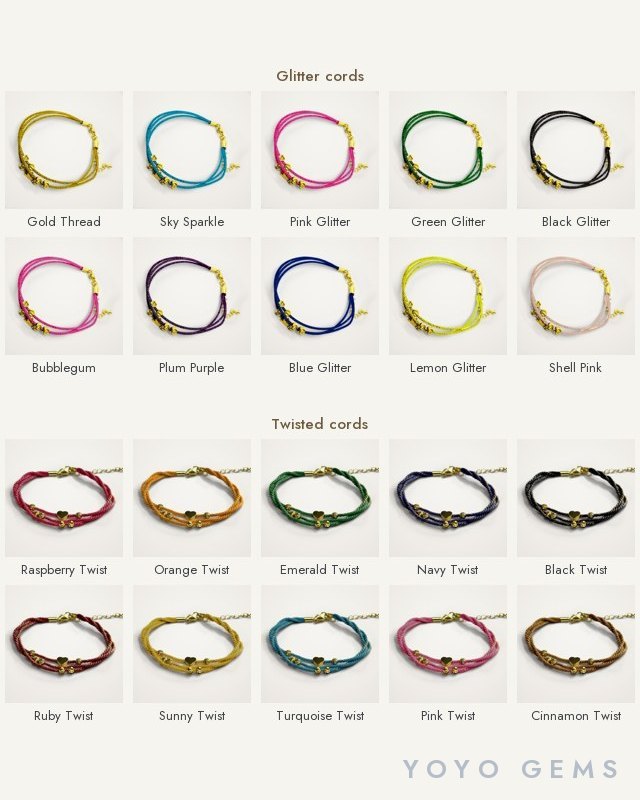 Glitter cords
Gold Thread Sky Sparkle Pink Glitter Green Glitter Black Glitter
Bubblegum Plum Purple Blue Glitter Lemon Glitter Shell Pink
Twisted cords
Raspberry Twist Orange Twist Emerald Twist Navy Twist Black Twist
Ruby Twist Sunny Twist Turquoise Twist Pink Twist Cinnamon Twist
YOYO GEMS